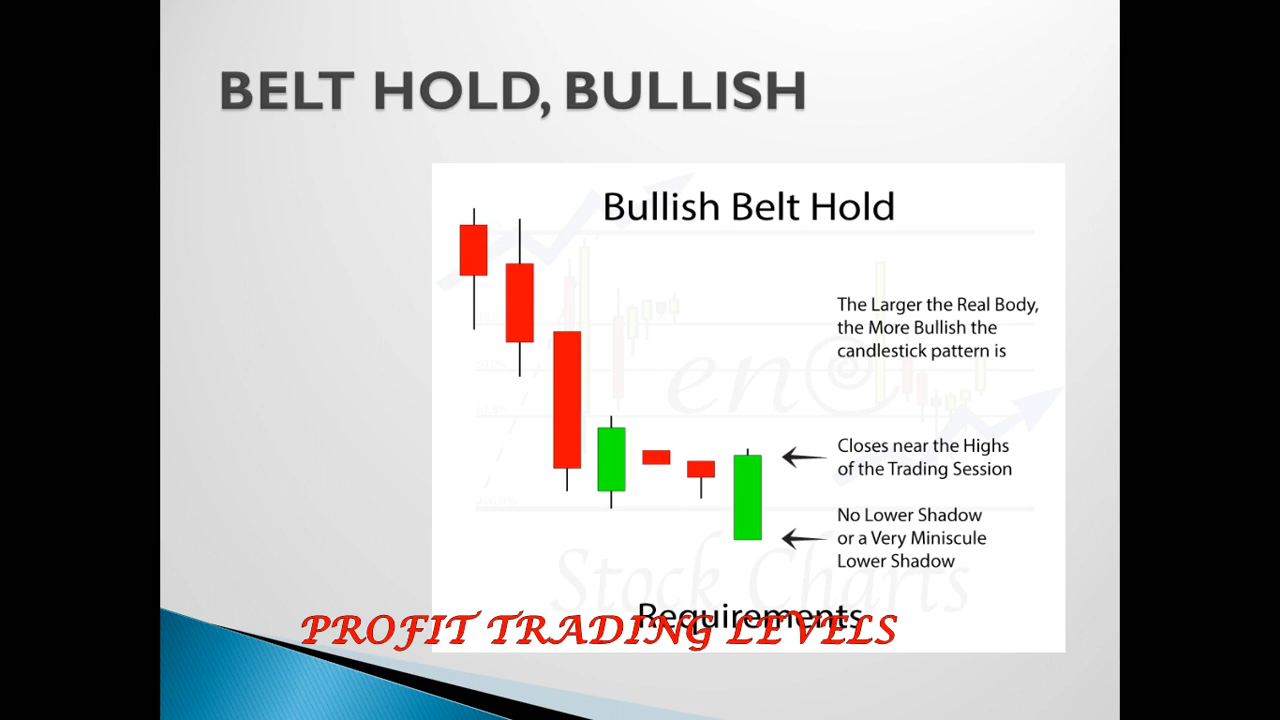 BELT HOLD, BULLISH
Bullish Belt Hold
The Larger the Real Body,
the More Bullish the
candlestick pattern is
Closes near the Highs
of the Trading Session
No Lower Shadow
or a Very Miniscule
Lower Shadow
Stock Charts
Requirements
PROFIT TRADING LEVELS